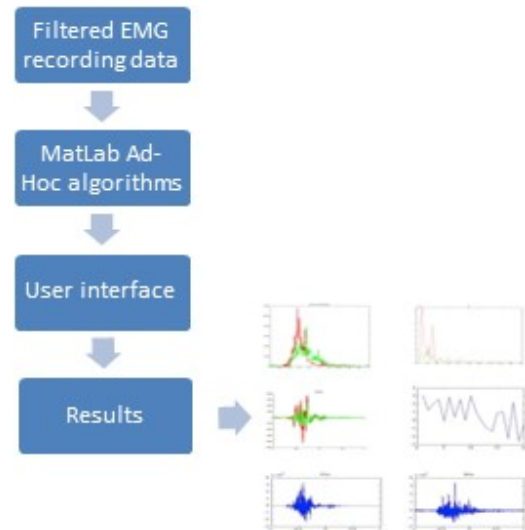 Filtered EMG
recording data
MatLab Ad-
Hoc algorithms
User interface
Results